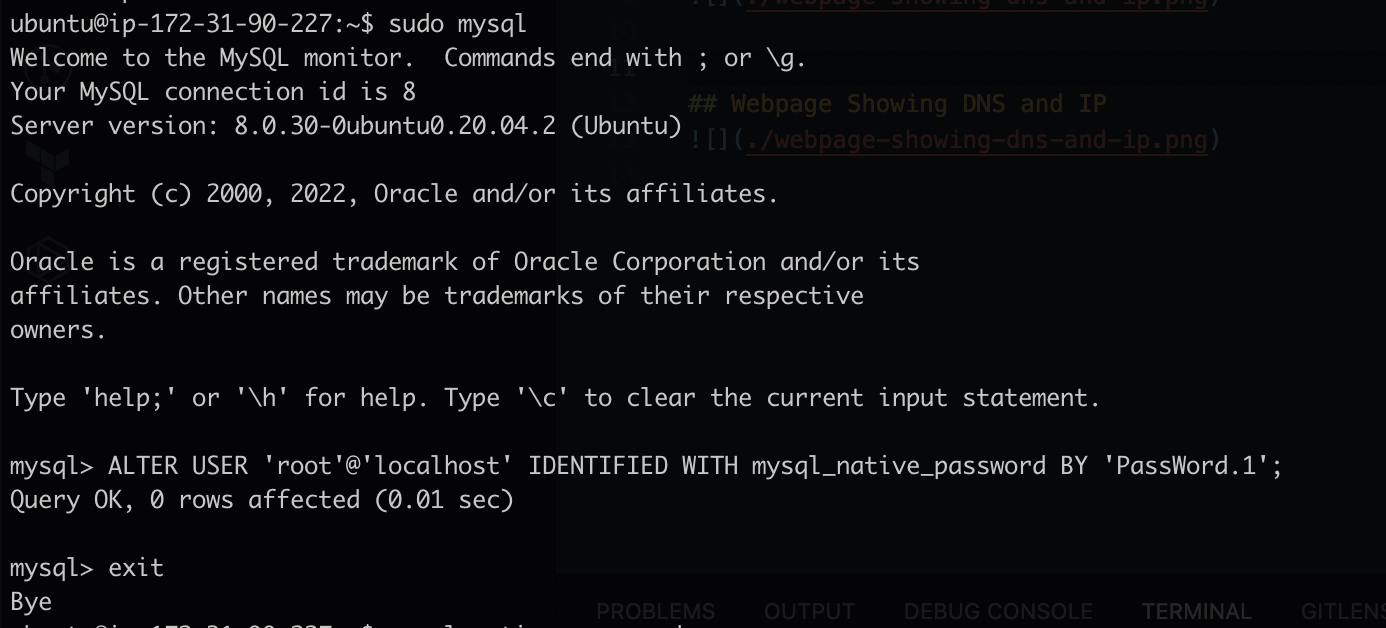 ubuntu@ip-172-31-90-227:~$ sudo mysql
Welcome to the MySQL monitor.  Commands end with ; or \g.
Your MySQL connection id is 8
Server version: 8.0.30-0ubuntu0.20.04.2 (Ubuntu)
## Webpage Showing DNS and IP
![](./webpage-showing-dns-and-ip.png)
Copyright (c) 2000, 2022, Oracle and/or its affiliates.
Oracle is a registered trademark of Oracle Corporation and/or its
affiliates. Other names may be trademarks of their respective
owners.
Type 'help;' or '\h' for help. Type '\c' to clear the current input statement.
mysql> ALTER USER 'root'@'localhost' IDENTIFIED WITH mysql_native_password BY 'PassWord.1';
Query OK, 0 rows affected (0.01 sec)
mysql> exit
Bye
PROBLEMS OUTPUT DEBUG CONSOLE TERMINAL